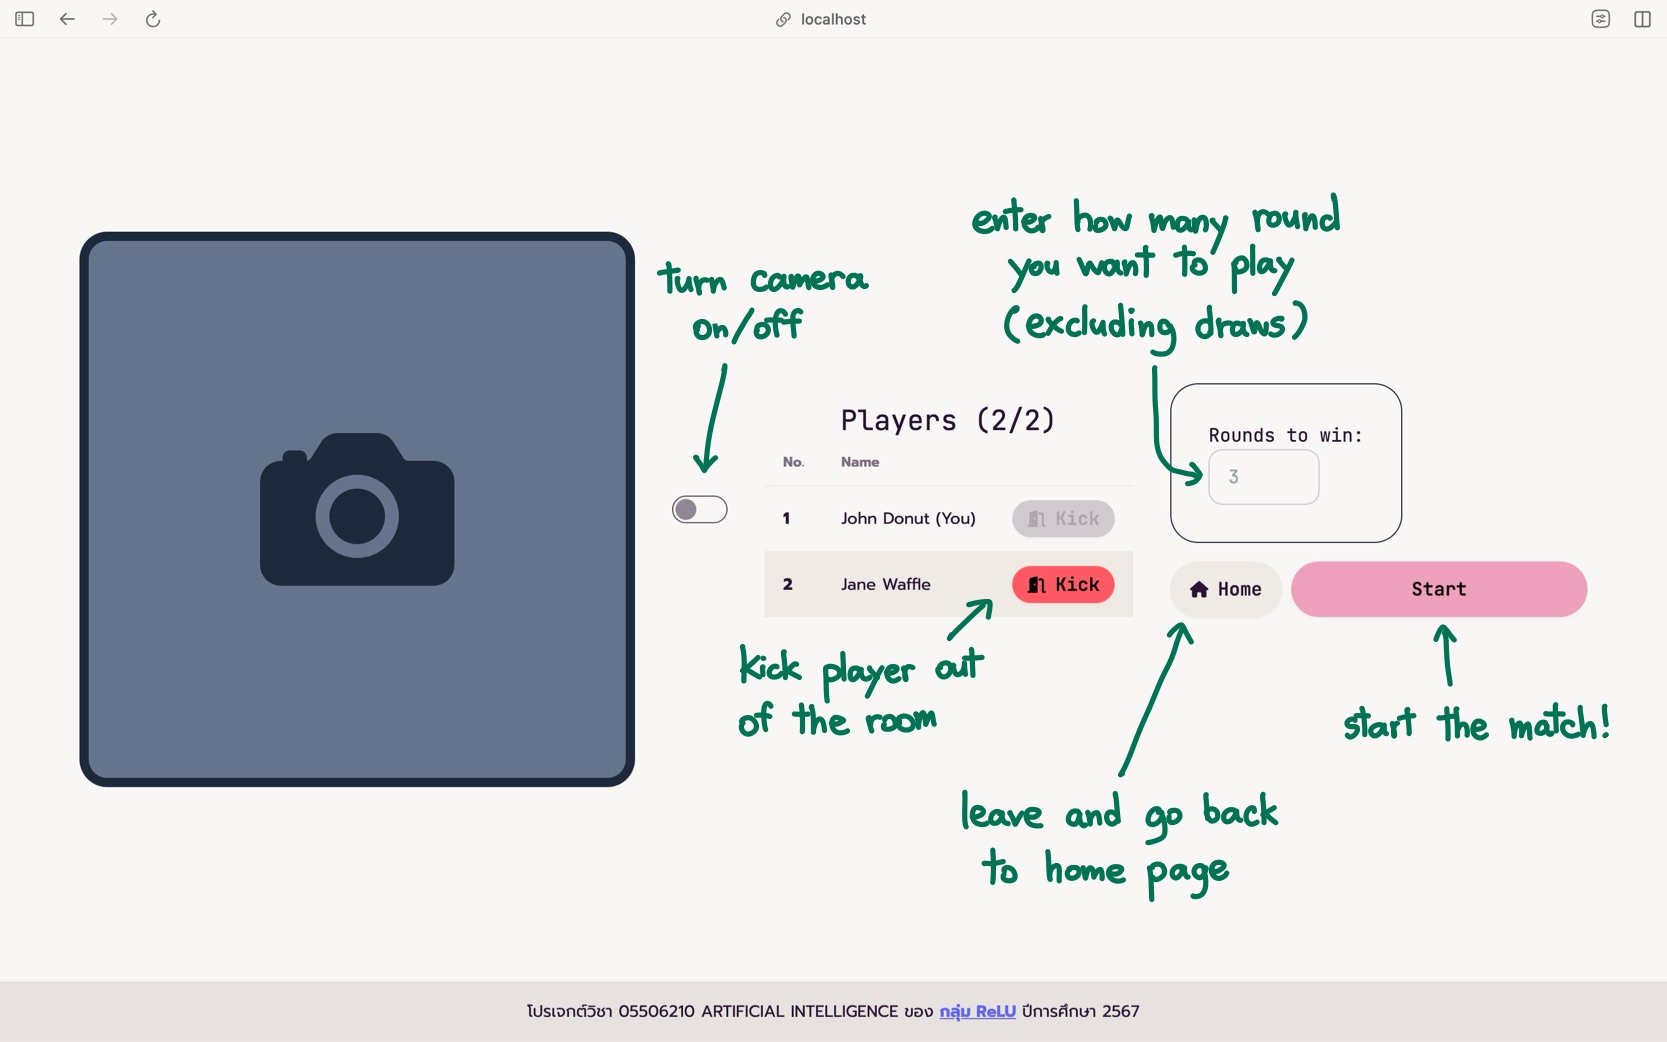 localhost
enter how many round
you want to play
(excluding draws)
turn camera
on/off
Players (2/2)
No. Name
1 John Donut (You) Kick
2 Jane Waffle Kick
Rounds to win:
3
Home
Start
kick player out
of the room
start the match!
leave and go back
to home page
โปรเจกต์วิชา 05506210 ARTIFICIAL INTELLIGENCE ของ กลุ่ม ReLU ปีการศึกษา 2567